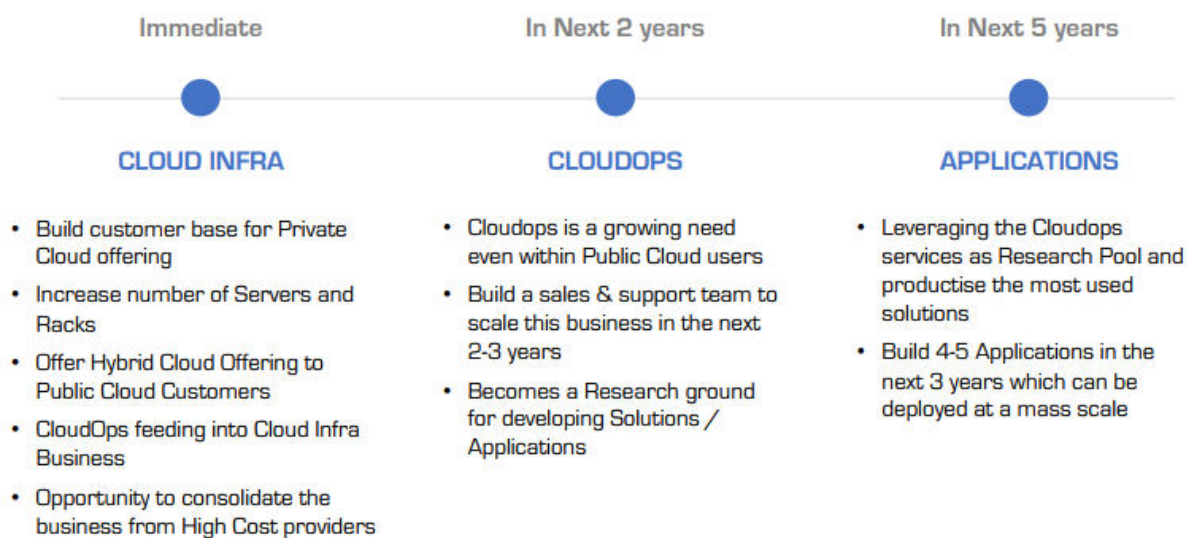 Immediate
In Next 2 years
In Next 5 years
CLOUD INFRA
• Build customer base for Private
Cloud offering
• Increase number of Servers and
Racks
• Offer Hybrid Cloud Offering to
Public Cloud Customers
• CloudOps feeding into Cloud Infra
Business
• Opportunity to consolidate the
business from High Cost providers
CLOUDOPS
• Cloudops is a growing need
even within Public Cloud users
• Build a sales & support team to
scale this business in the next
2-3 years
• Becomes a Research ground
for developing Solutions /
Applications
APPLICATIONS
• Leveraging the Cloudops
services as Research Pool and
productise the most used
solutions
• Build 4-5 Applications in the
next 3 years which can be
deployed at a mass scale